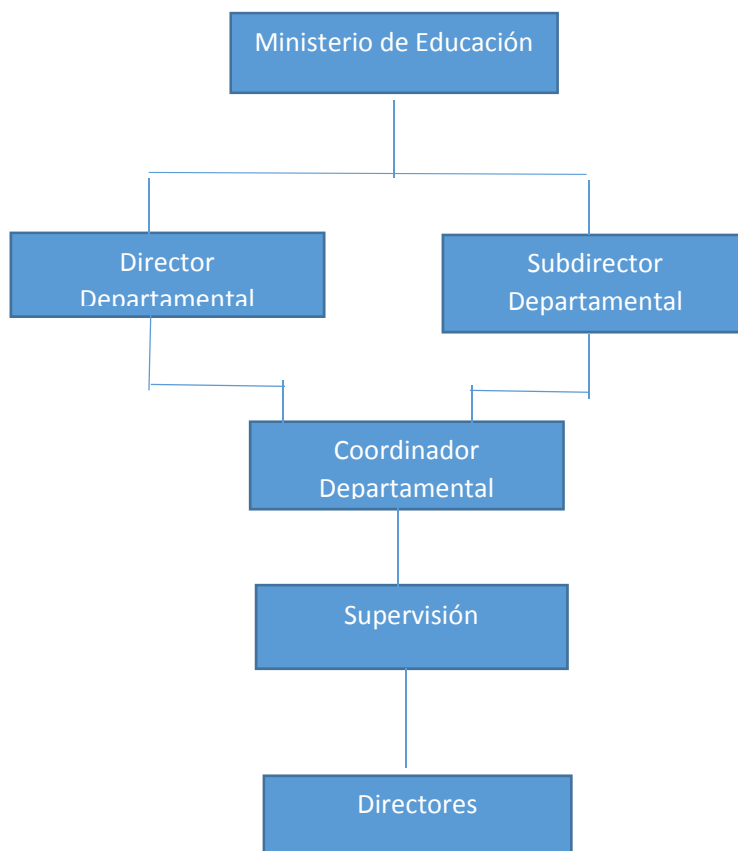 Ministerio de Educación
Director
Departamental
Subdirector
Departamental
Coordinador
Departamental
Supervisión
Directores